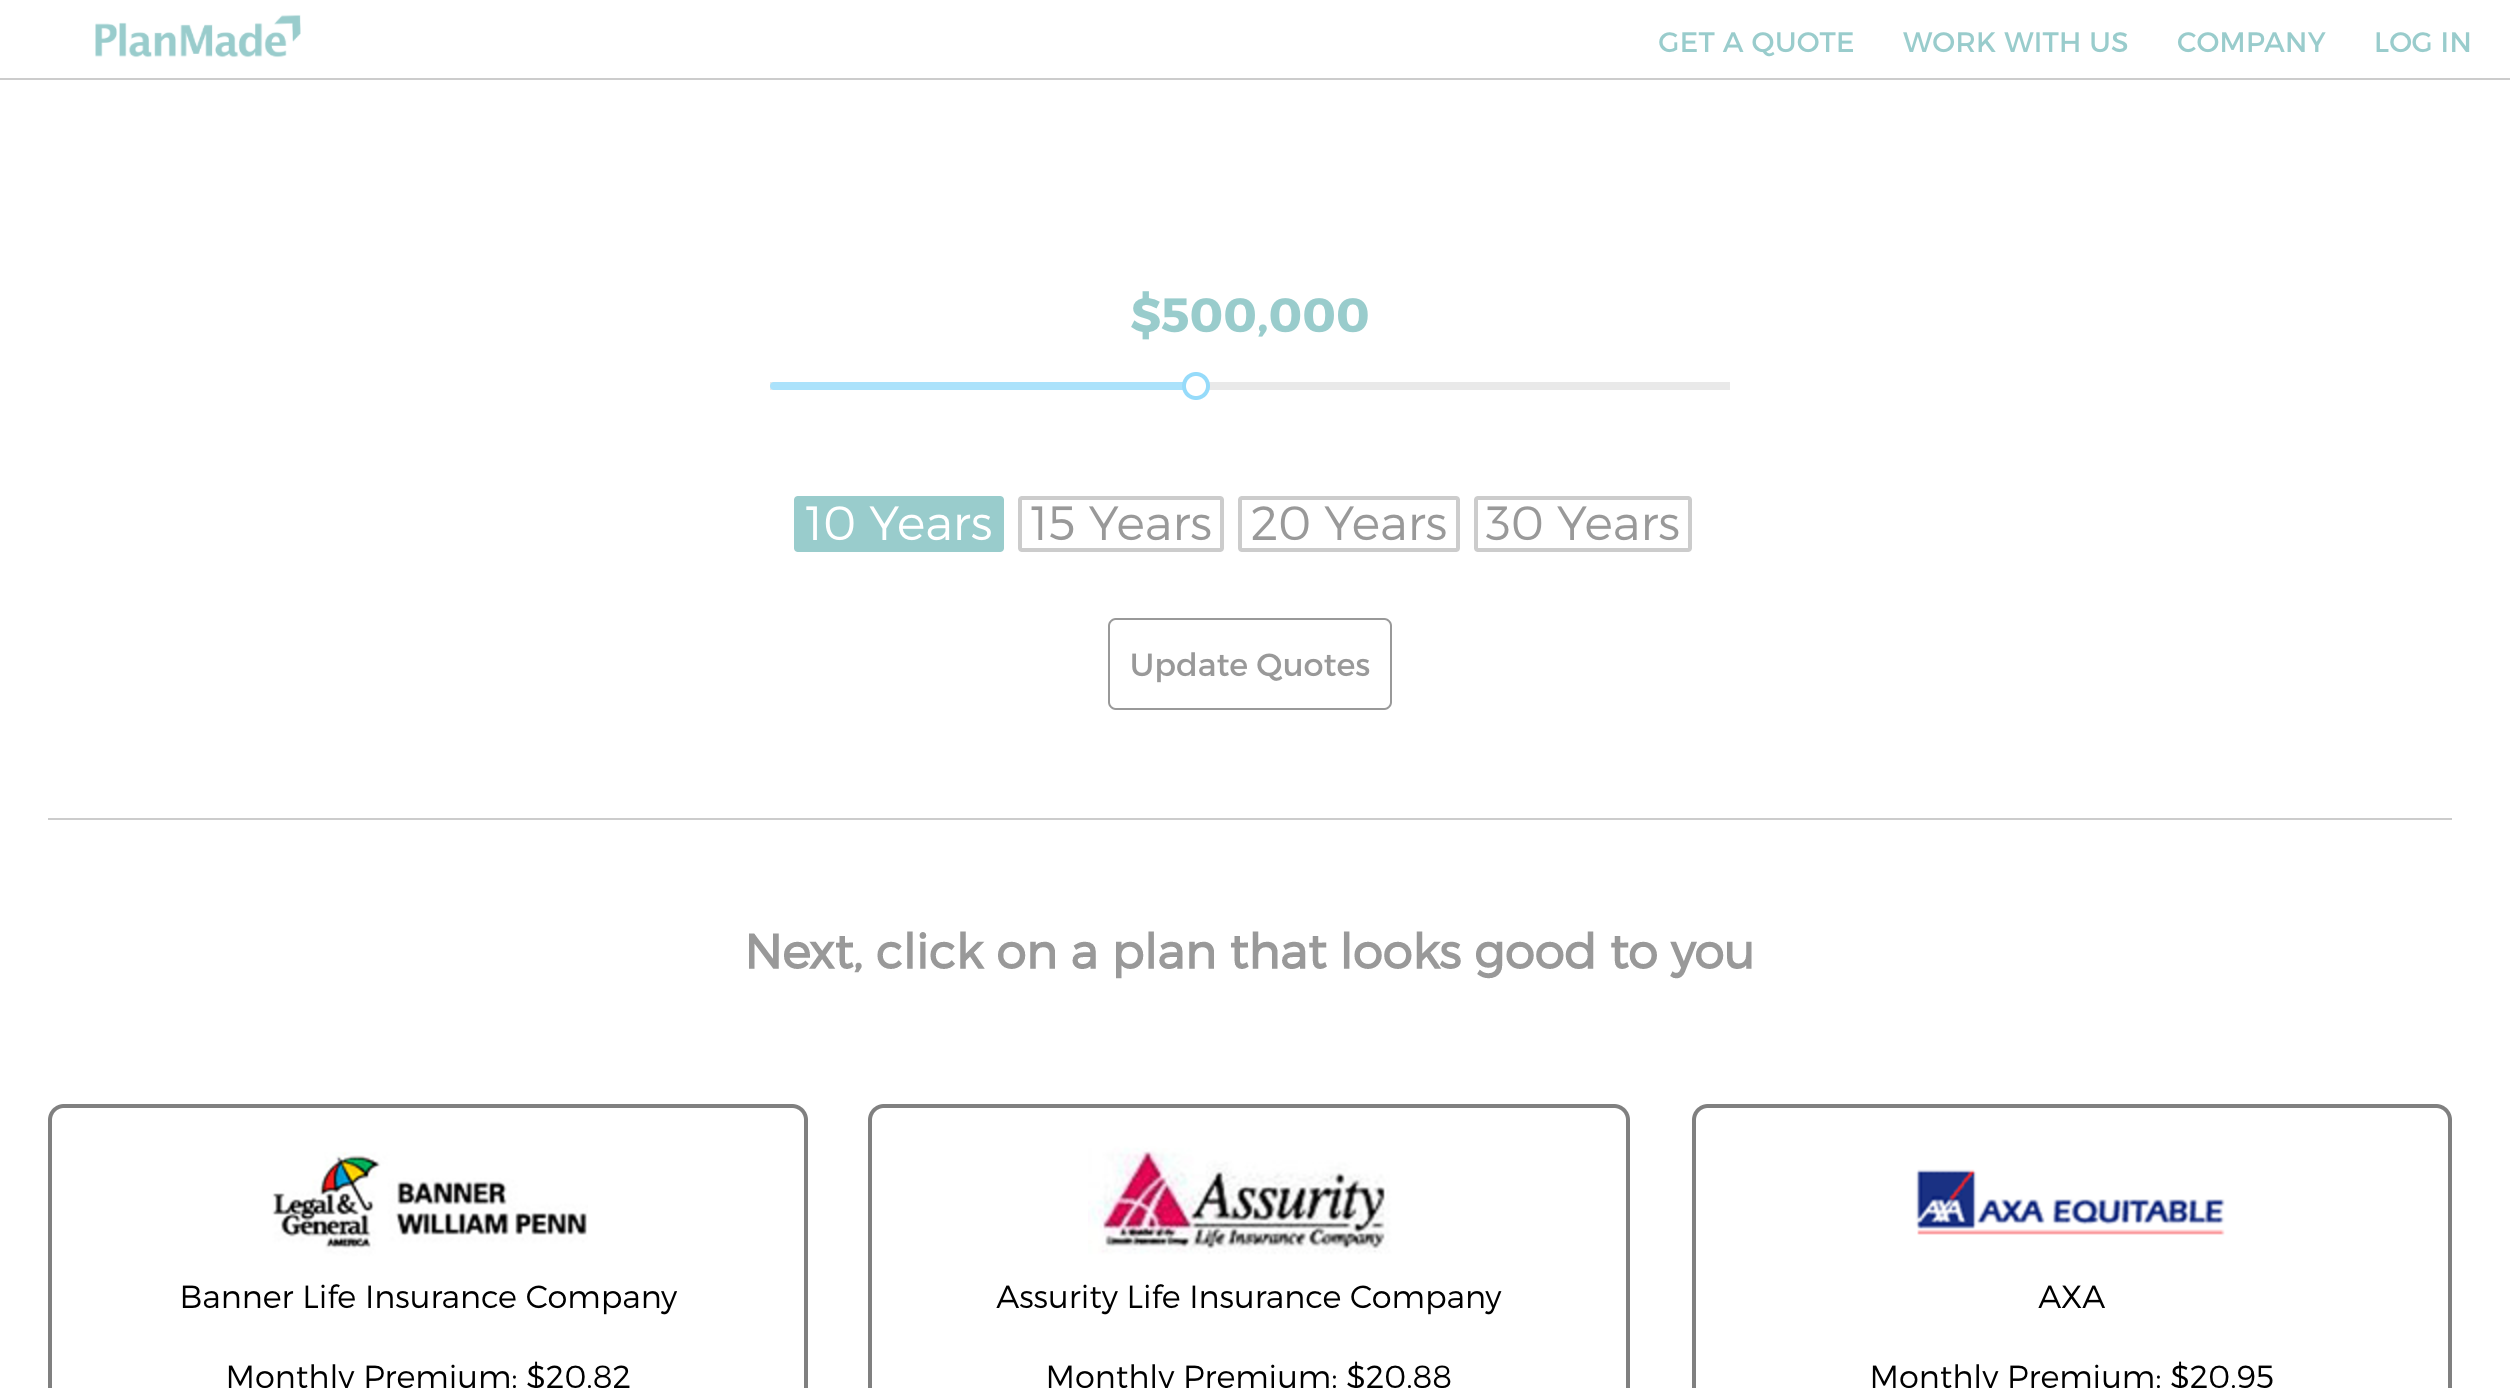 PlanMade
GET A QUOTE WORK WITH US COMPANY LOG IN
$500,000
10 Years 15 Years 20 Years 30 Years
Update Quotes
Next, click on a plan that looks good to you
Legal &
General
AMERICA
BANNER
WILLIAM PENN
Assurity
Life Insurance Company
AXA
AXA EQUITABLE
Banner Life Insurance Company
Assurity Life Insurance Company
AXA
Monthly Premium: $20.82
Monthly Premium: $20.88
Monthly Premium: $20.95